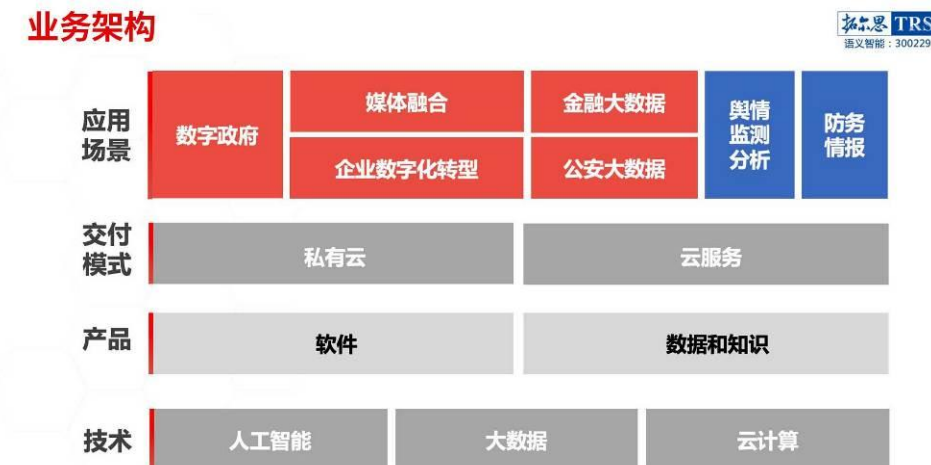 业务架构
拓尔思 TRS
语义智能：300229
应用
场景
数字政府
媒体融合
企业数字化转型
金融大数据
公安大数据
舆情
监测
分析
防务
情报
交付
模式
私有云
云服务
产品
软件
数据和知识
技术
人工智能
大数据
云计算